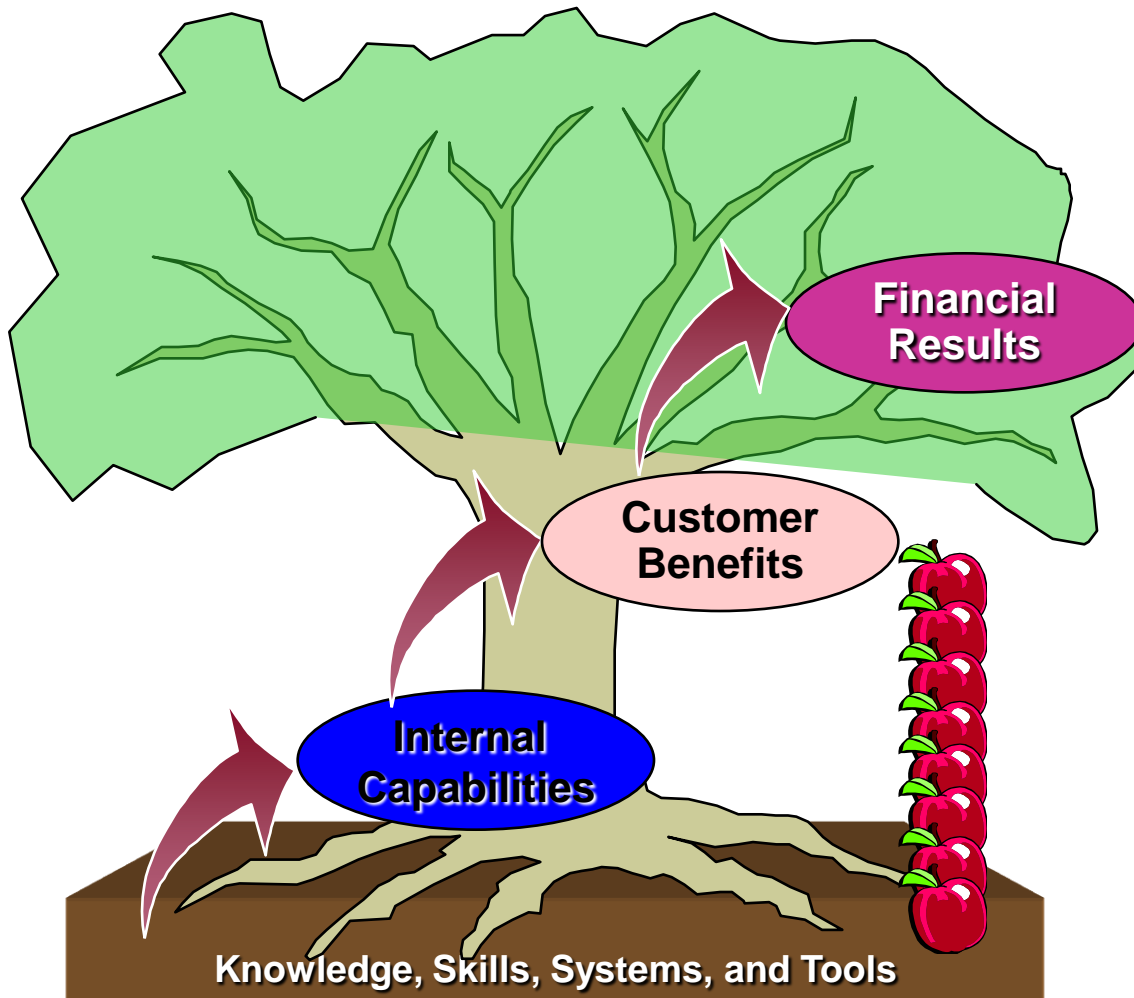 Financial
Results
Customer
Benefits
Internal
Capabilities
Knowledge, Skills, Systems, and Tools